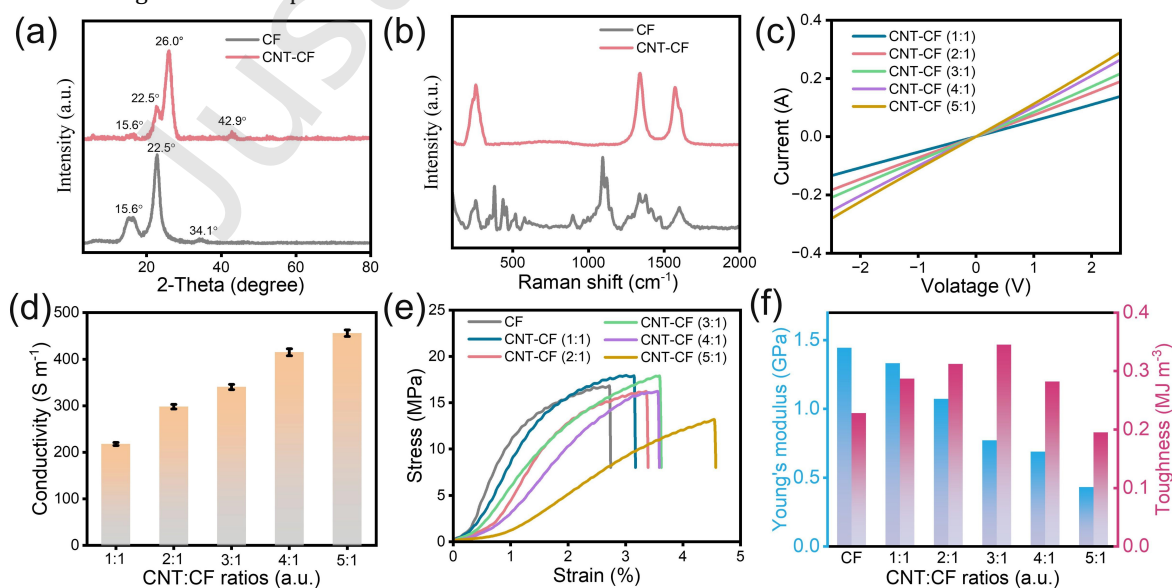 (a)
CF
CNT-CF
26.0°
22.5°
15.6°
42.9°
22.5°
15.6°
34.1°
Intensity (a.u.)
20 40 60 80
2-Theta (degree)
(b)
CF
CNT-CF
Intensity (a.u.)
500 1000 1500 2000
Raman shift (cm⁻¹)
(c)
CNT-CF (1:1)
CNT-CF (2:1)
CNT-CF (3:1)
CNT-CF (4:1)
CNT-CF (5:1)
0.4
0.2
0.0
−0.2
−0.4
Current (A)
−2 −1 0 1 2
Volatage (V)
(d)
500
400
300
200
100
0
Conductivity (S m⁻¹)
1:1 2:1 3:1 4:1 5:1
CNT:CF ratios (a.u.)
(e)
CF
CNT-CF (1:1)
CNT-CF (2:1)
CNT-CF (3:1)
CNT-CF (4:1)
CNT-CF (5:1)
25
20
15
10
5
0
Stress (MPa)
0 1 2 3 4 5
Strain (%)
(f)
1.5
1.0
0.5
0.0
Young's modulus (GPa)
0.4
0.3
0.2
0.1
0.0
Toughness (MJ m⁻³)
CF 1:1 2:1 3:1 4:1 5:1
CNT:CF ratios (a.u.)
Jus